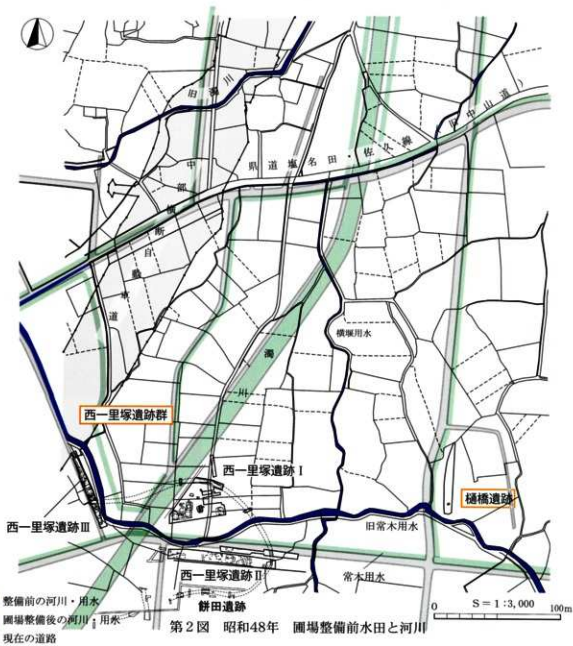 旧濁川
中部横断自動車道
県道塩名田・佐久線
(旧中山道)
横堰用水
濁川
西一里塚遺跡群
西一里塚遺跡Ⅰ
樋橋遺跡
西一里塚遺跡Ⅲ
旧常木用水
西一里塚遺跡Ⅱ
常木用水
餅田遺跡
整備前の河川・用水
圃場整備後の河川・用水
現在の道路
S=1:3,000
0 100m
第2図 昭和48年 圃場整備前水田と河川